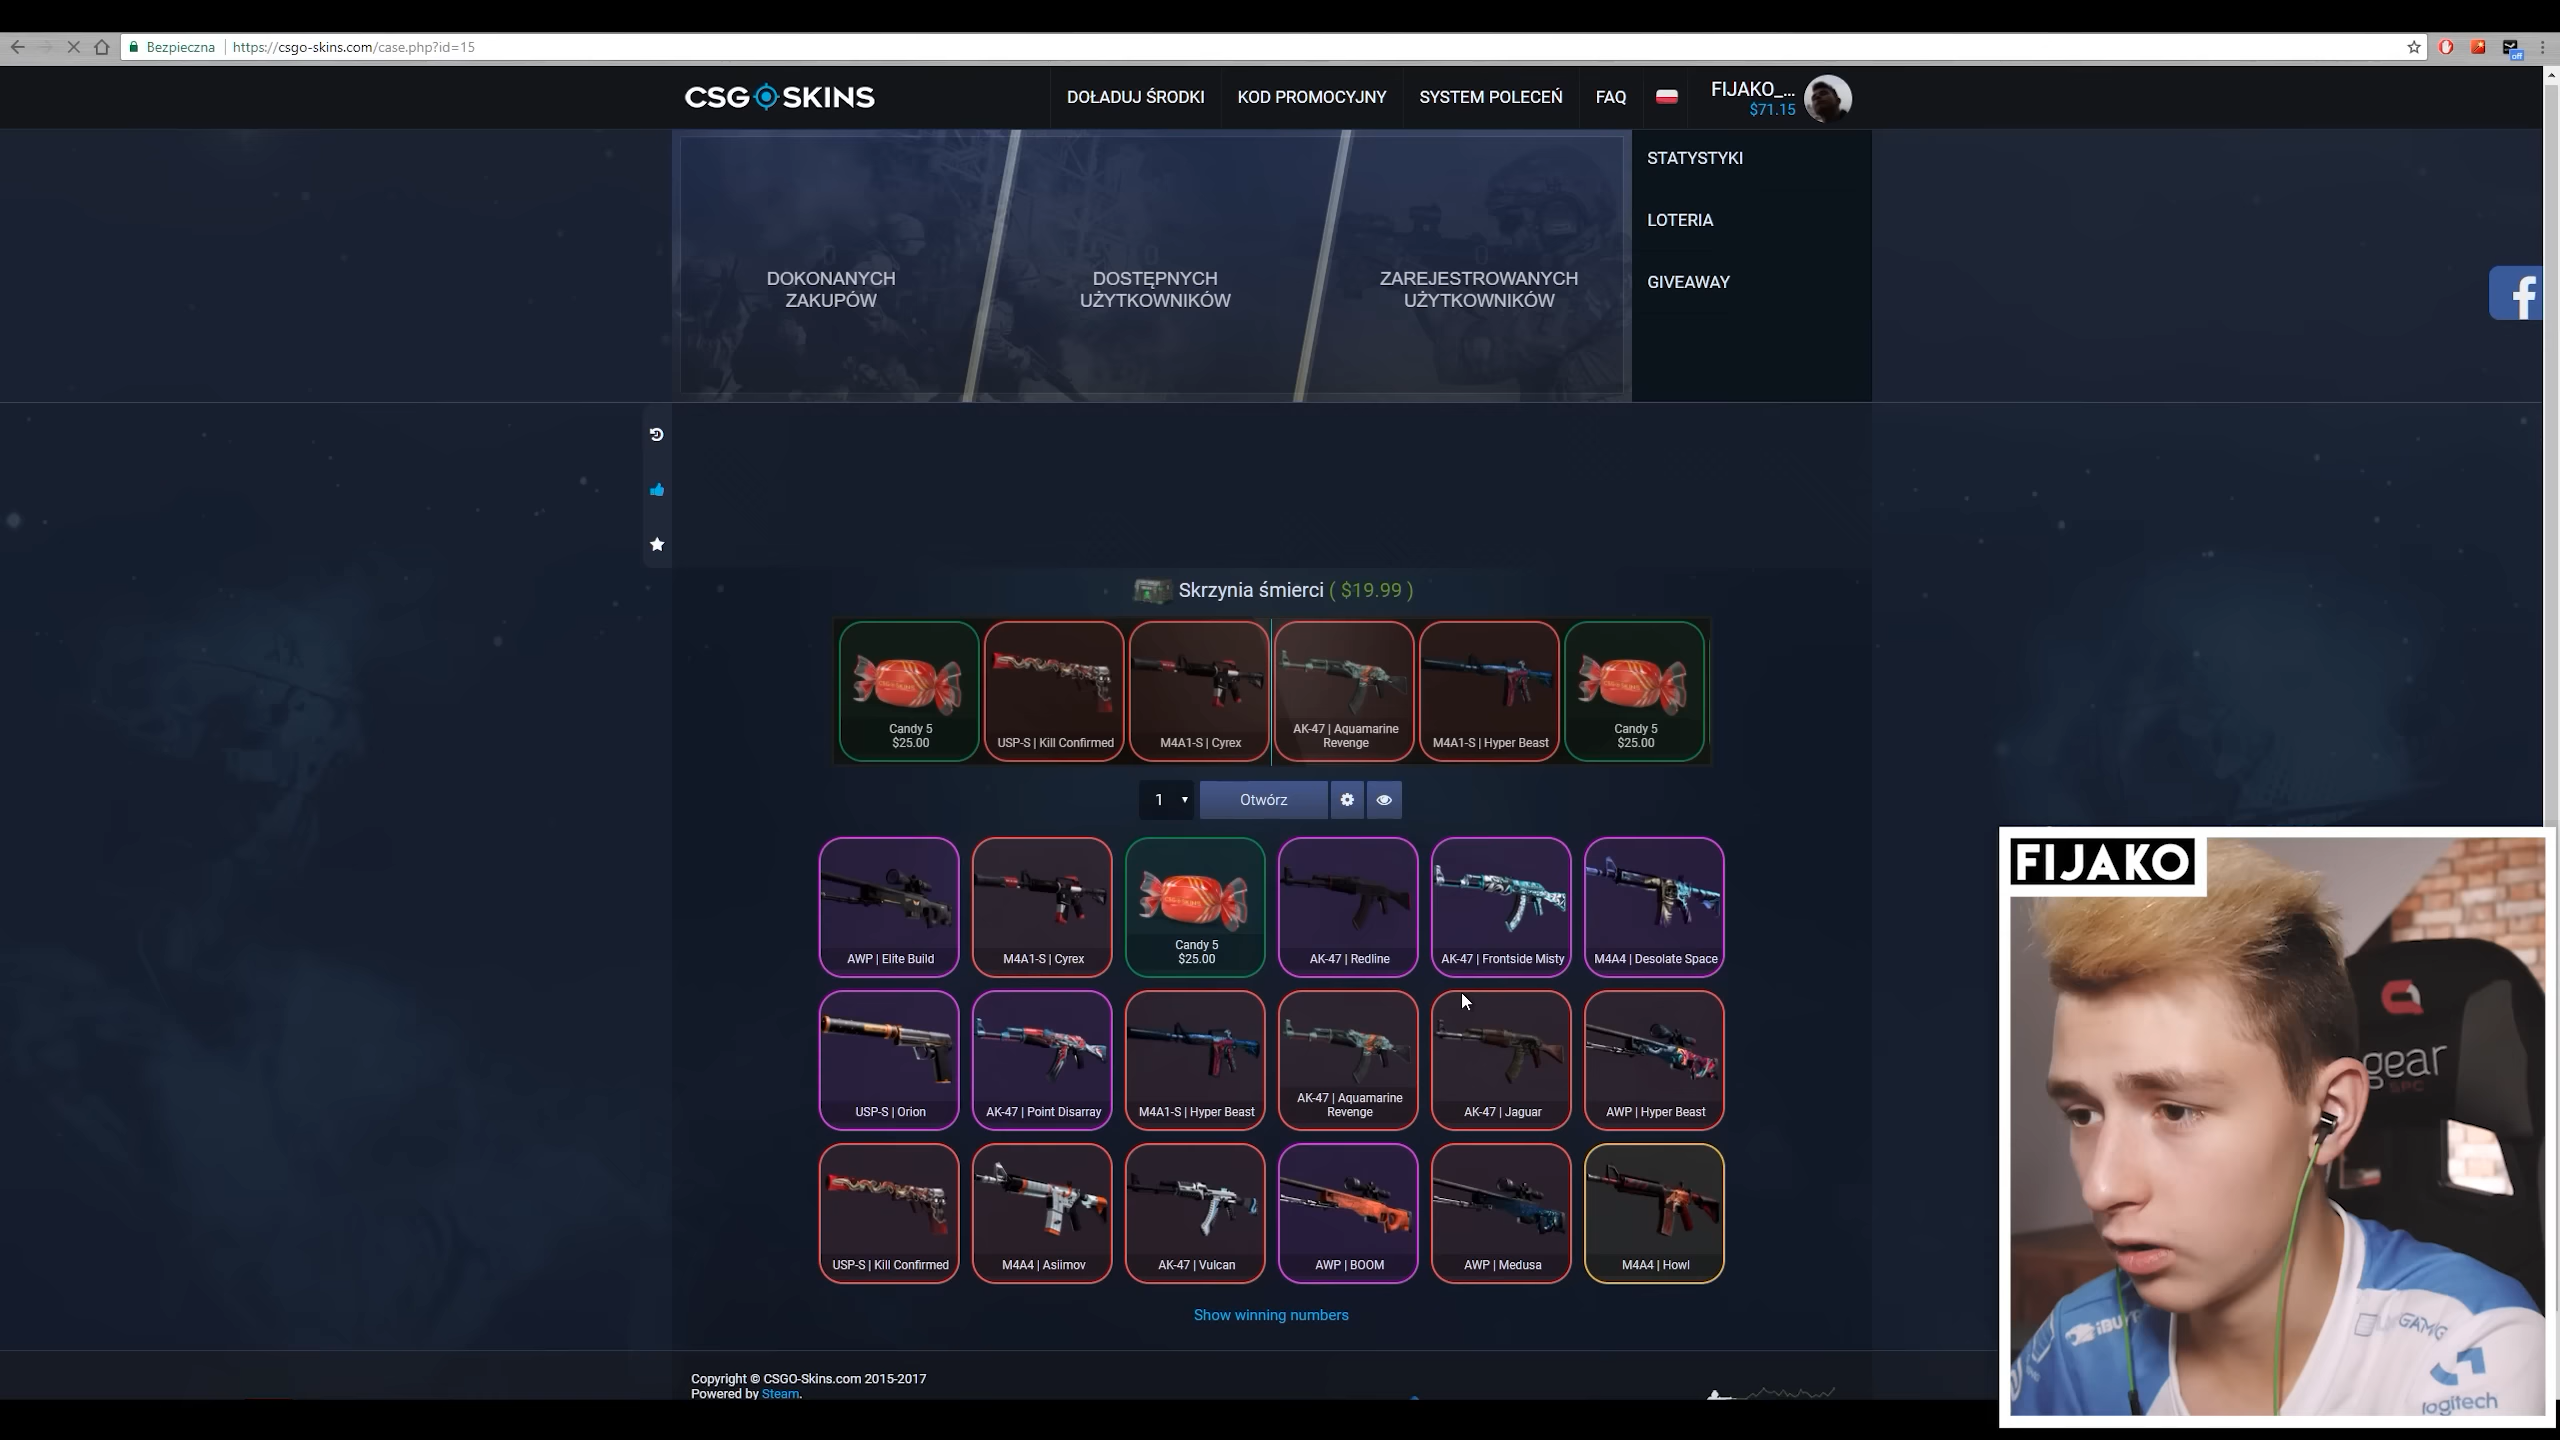 Bezpieczna
https://csgo-skins.com/case.php?id=15
off
CSG SKINS
DOŁADUJ ŚRODKI
KOD PROMOCYJNY
SYSTEM POLECEŃ
FAQ
FIJAKO_...
$71.15
DOKONANYCH
ZAKUPÓW
DOSTĘPNYCH
UŻYTKOWNIKÓW
ZAREJESTROWANYCH
UŻYTKOWNIKÓW
STATYSTYKI
LOTERIA
GIVEAWAY
f
Skrzynia śmierci ( $19.99 )
Candy 5
$25.00
USP-S | Kill Confirmed
M4A1-S | Cyrex
AK-47 | Aquamarine
Revenge
M4A1-S | Hyper Beast
Candy 5
$25.00
1
Otwórz
AWP | Elite Build
M4A1-S | Cyrex
Candy 5
$25.00
AK-47 | Redline
AK-47 | Frontside Misty
M4A4 | Desolate Space
USP-S | Orion
AK-47 | Point Disarray
M4A1-S | Hyper Beast
AK-47 | Aquamarine
Revenge
AK-47 | Jaguar
AWP | Hyper Beast
USP-S | Kill Confirmed
M4A4 | Asiimov
AK-47 | Vulcan
AWP | BOOM
AWP | Medusa
M4A4 | Howl
Show winning numbers
Copyright © CSGO-Skins.com 2015-2017
Powered by Steam.
FIJAKO
gear
logitech